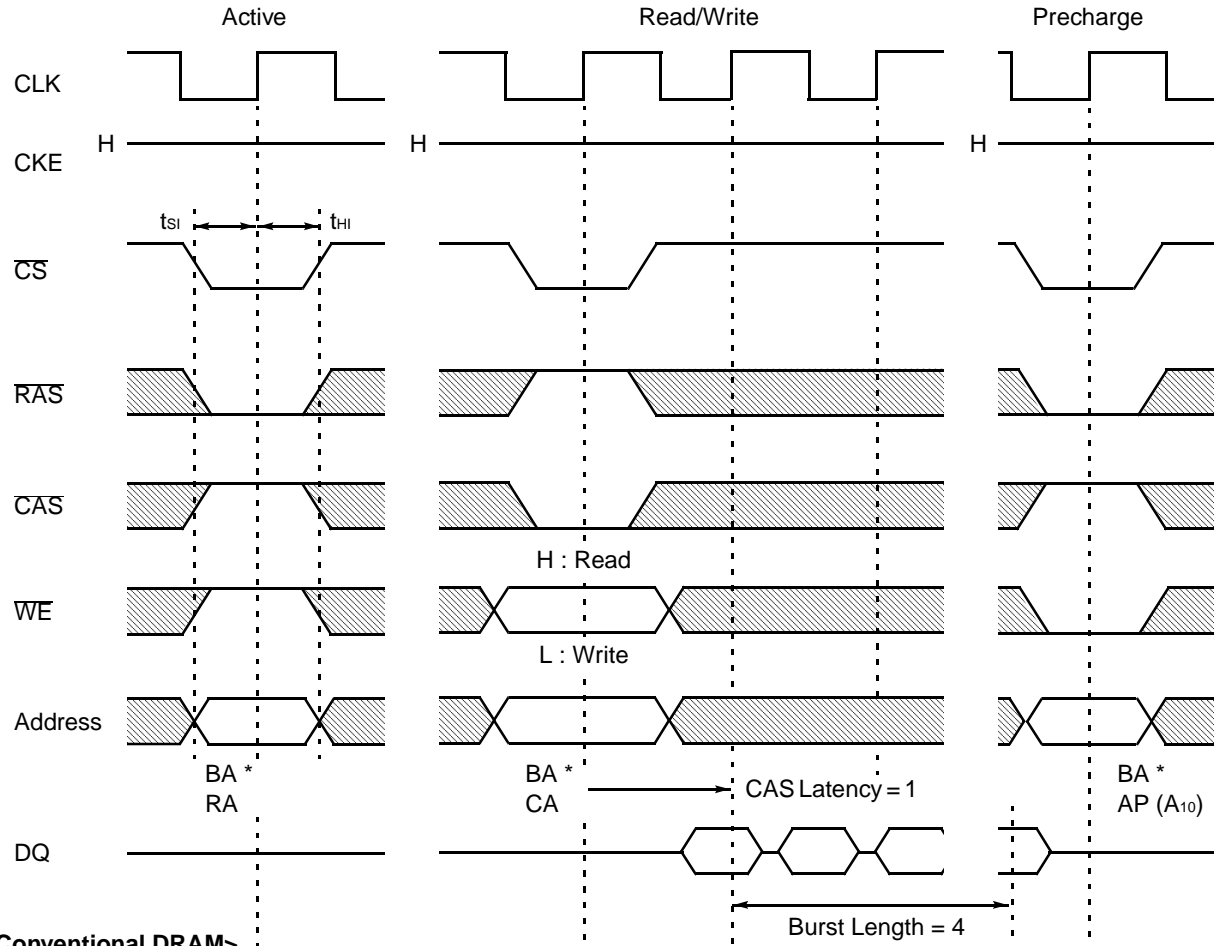 Active Read/Write Precharge
CLK
H H H
CKE
tSI tHI
CS
RAS
CAS
H : Read
WE
L : Write
Address
BA * BA * CAS Latency = 1 BA *
RA CA AP (A10)
DQ
Burst Length = 4
Conventional DRAM>